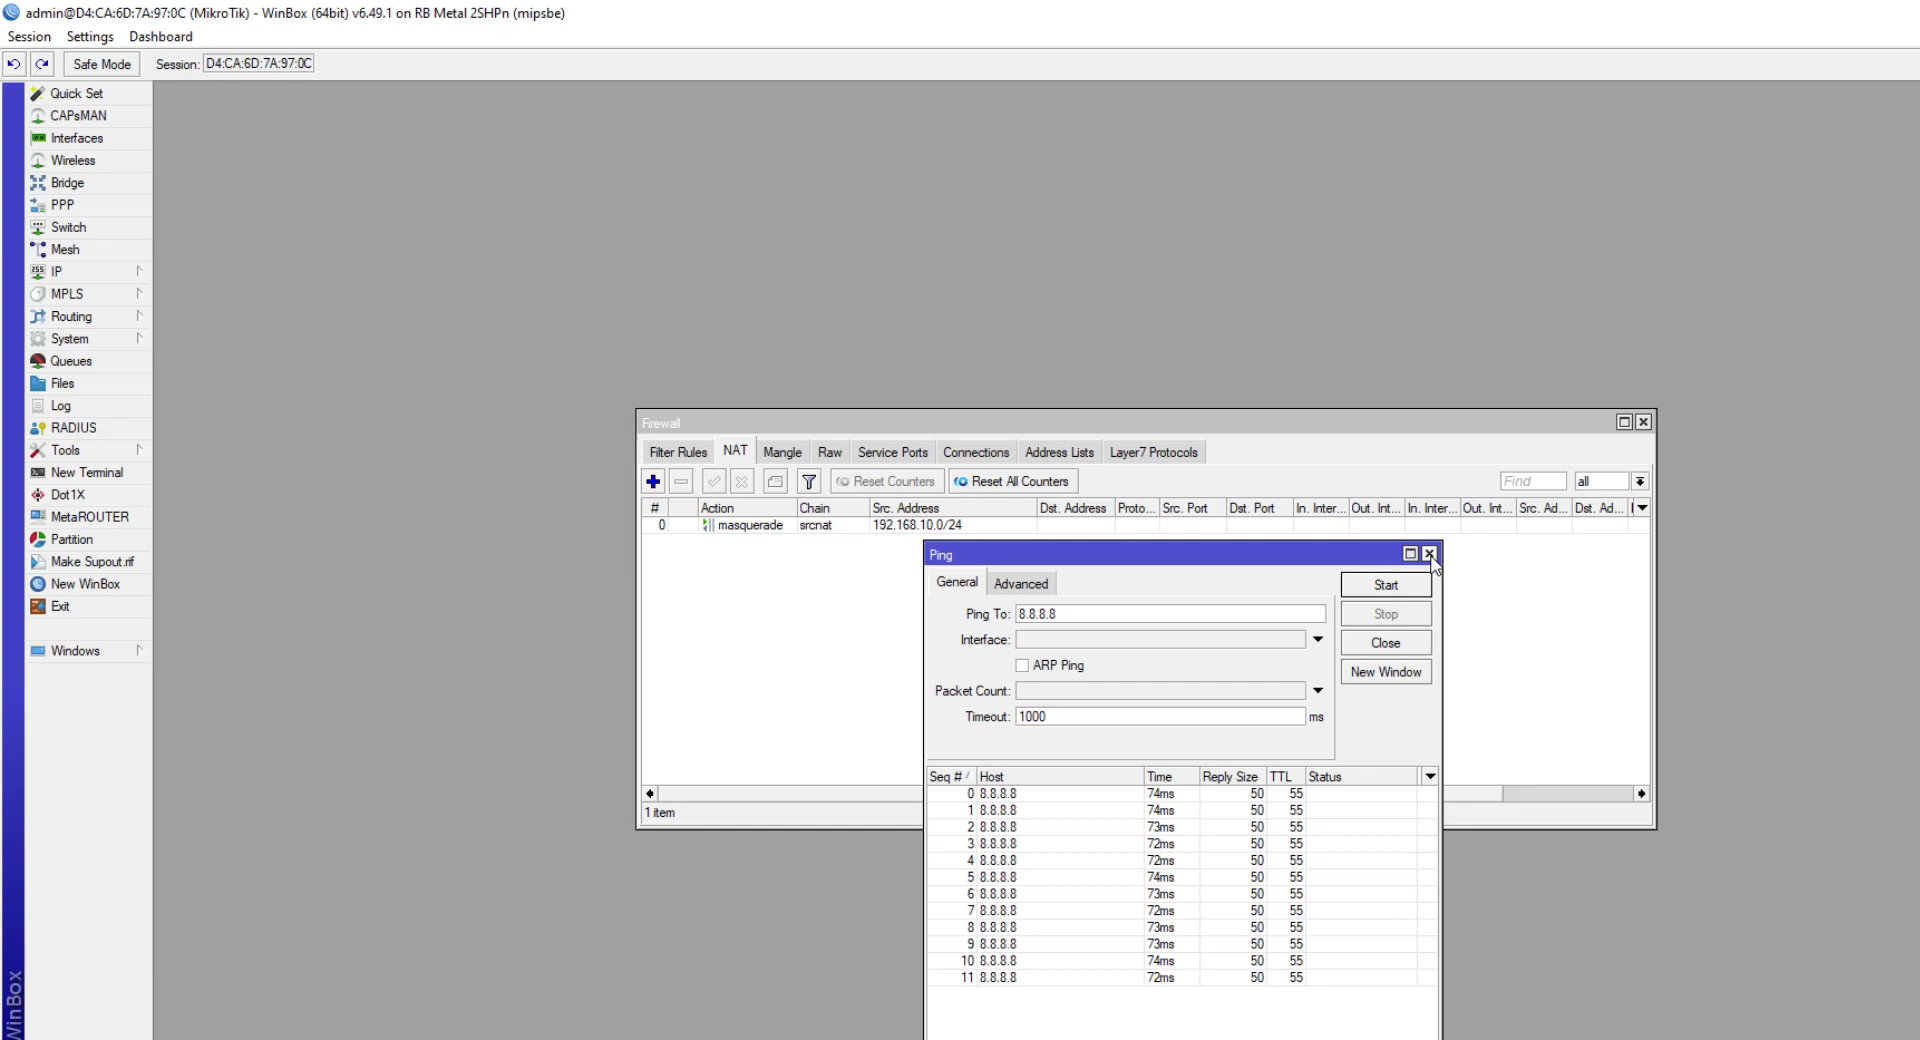 admin@D4:CA:6D:7A:97:0C (MikroTik) - WinBox (64bit) v6.49.1 on RB Metal 2SHPn (mipsbe)
Session Settings Dashboard
Safe Mode Session: D4:CA:6D:7A:97:0C
Quick Set
CAPsMAN
Interfaces
Wireless
Bridge
PPP
Switch
Mesh
IP
MPLS
Routing
System
Queues
Files
Log
RADIUS
Tools
New Terminal
Dot1X
MetaROUTER
Partition
Make Supout.rif
New WinBox
Exit
Windows
WinBox
Firewall
Filter Rules NAT Mangle Raw Service Ports Connections Address Lists Layer7 Protocols
Reset Counters Reset All Counters Find all
# Action Chain Src. Address Dst. Address Proto... Src. Port Dst. Port In. Inter... Out. Int... In. Inter... Out. Int... Src. Ad... Dst. Ad...
0 masquerade srcnat 192.168.10.0/24
1 item
Ping
General Advanced
Start
Ping To: 8.8.8.8
Stop
Interface:
Close
ARP Ping
New Window
Packet Count:
Timeout: 1000 ms
Seq # Host Time Reply Size TTL Status
0 8.8.8.8 74ms 50 55
1 8.8.8.8 74ms 50 55
2 8.8.8.8 73ms 50 55
3 8.8.8.8 72ms 50 55
4 8.8.8.8 72ms 50 55
5 8.8.8.8 74ms 50 55
6 8.8.8.8 73ms 50 55
7 8.8.8.8 72ms 50 55
8 8.8.8.8 73ms 50 55
9 8.8.8.8 73ms 50 55
10 8.8.8.8 74ms 50 55
11 8.8.8.8 72ms 50 55